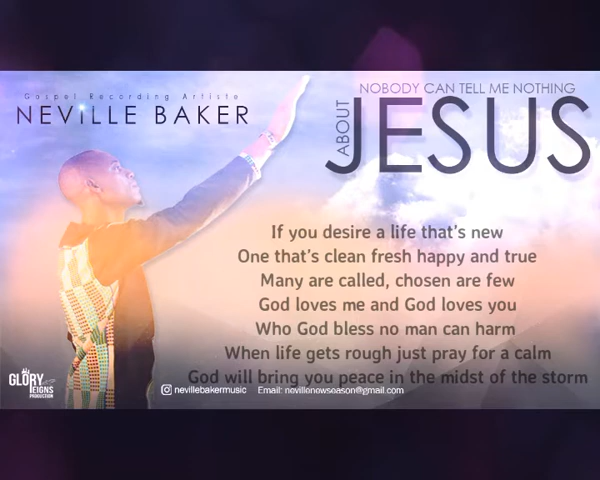 Gospel Recording Artiste
NEVILLE BAKER
NOBODY CAN TELL ME NOTHING
ABOUT
JESUS
If you desire a life that's new
One that's clean fresh happy and true
Many are called, chosen are few
God loves me and God loves you
Who God bless no man can harm
When life gets rough just pray for a calm
God will bring you peace in the midst of the storm
GLORY
REIGNS
PRODUCTION
nevillebakermusic Email: nevillenewseason@gmail.com